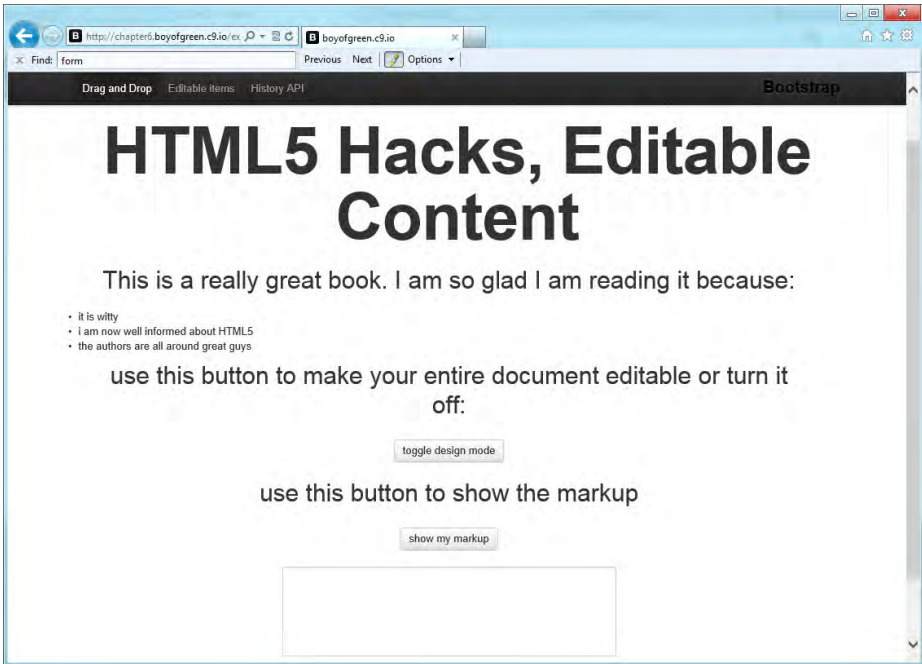 http://chapter6.boyofgreen.c9.io/ex
B boyofgreen.c9.io
Find: form Previous Next Options
Drag and Drop Editable items History API Bootstrap
HTML5 Hacks, Editable
Content
This is a really great book. I am so glad I am reading it because:
• it is witty
• i am now well informed about HTML5
• the authors are all around great guys
use this button to make your entire document editable or turn it
off:
toggle design mode
use this button to show the markup
show my markup